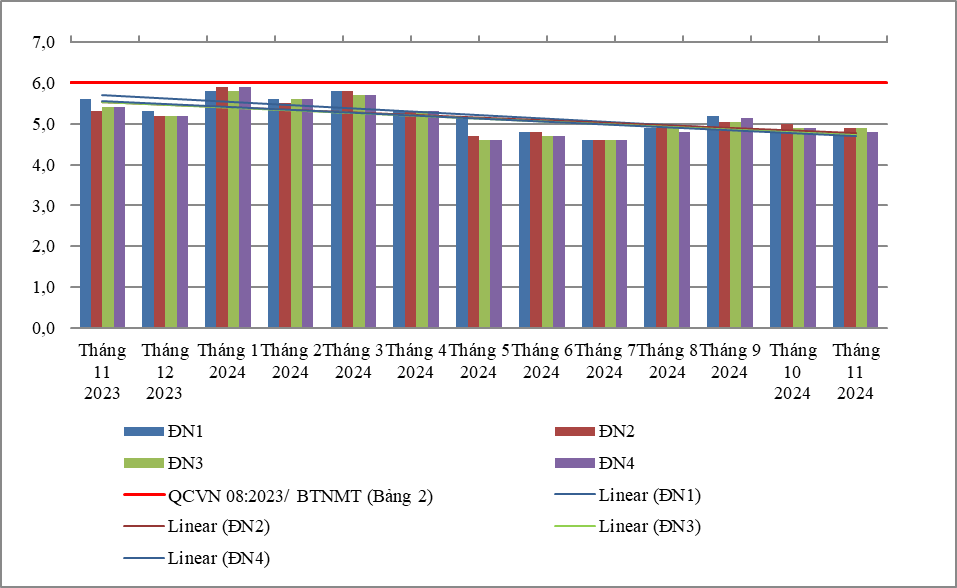 7,0
6,0
5,0
4,0
3,0
2,0
1,0
0,0
Tháng 11 2023
Tháng 12 2023
Tháng 1 2024
Tháng 2 2024
Tháng 3 2024
Tháng 4 2024
Tháng 5 2024
Tháng 6 2024
Tháng 7 2024
Tháng 8 2024
Tháng 9 2024
Tháng 10 2024
Tháng 11 2024
ĐN1
ĐN2
ĐN3
ĐN4
QCVN 08:2023/ BTNMT (Bảng 2)
Linear (ĐN1)
Linear (ĐN2)
Linear (ĐN3)
Linear (ĐN4)